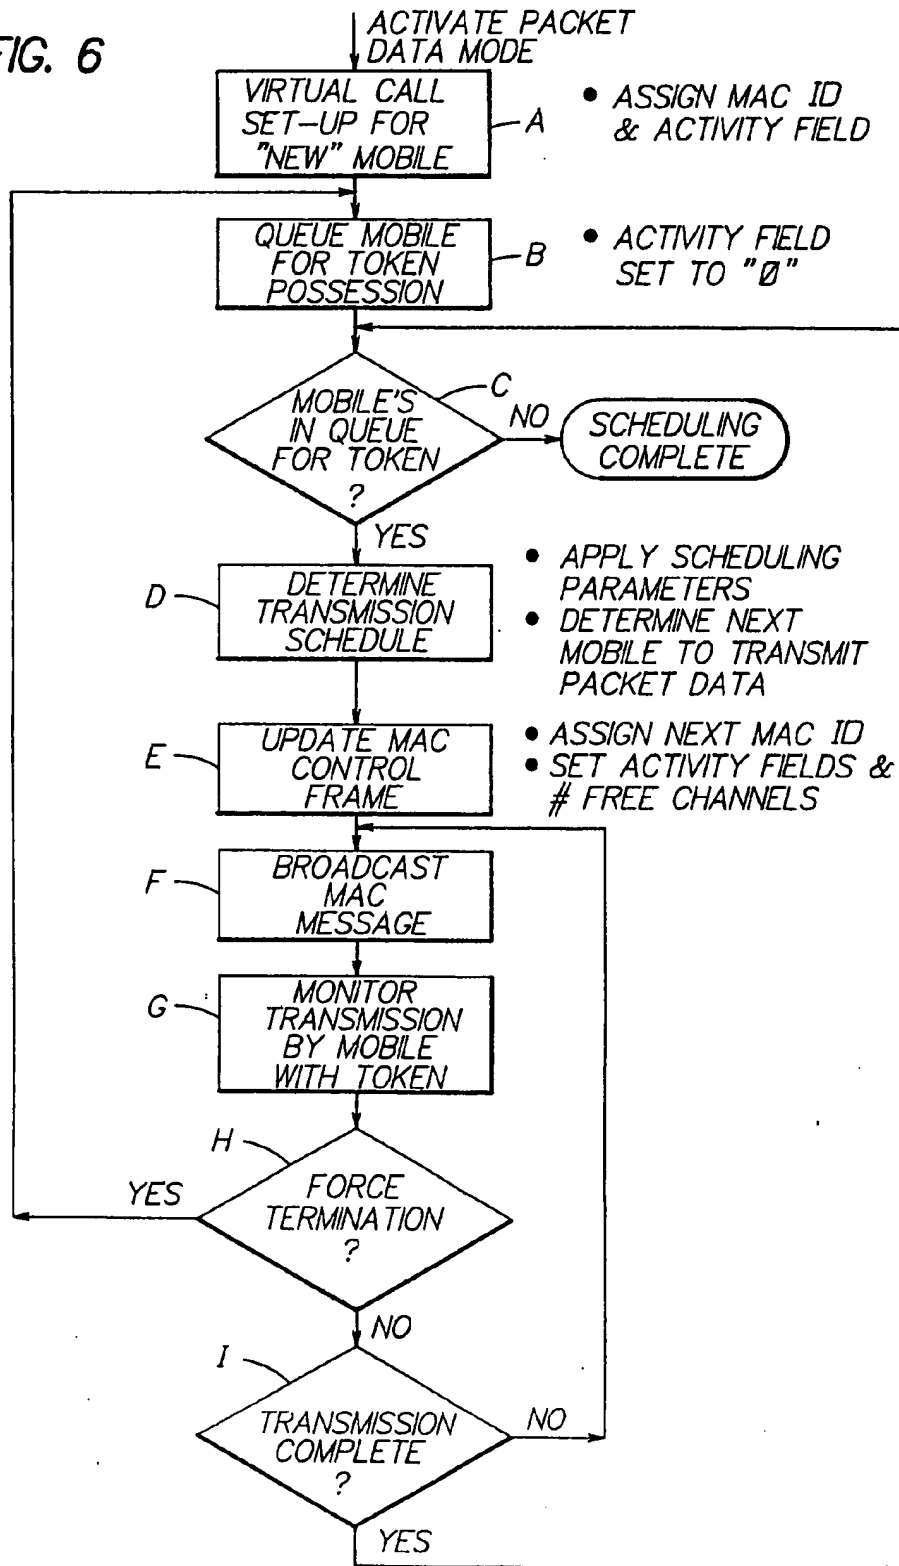 FIG. 6
ACTIVATE PACKET
DATA MODE
VIRTUAL CALL
SET-UP FOR
"NEW" MOBILE
A
• ASSIGN MAC ID
& ACTIVITY FIELD
QUEUE MOBILE
FOR TOKEN
POSSESSION
B
• ACTIVITY FIELD
SET TO "Ø"
MOBILE'S
IN QUEUE
FOR TOKEN
?
C
NO
SCHEDULING
COMPLETE
YES
D
DETERMINE
TRANSMISSION
SCHEDULE
• APPLY SCHEDULING
PARAMETERS
• DETERMINE NEXT
MOBILE TO TRANSMIT
PACKET DATA
E
UPDATE MAC
CONTROL
FRAME
• ASSIGN NEXT MAC ID
• SET ACTIVITY FIELDS &
# FREE CHANNELS
F
BROADCAST
MAC
MESSAGE
G
MONITOR
TRANSMISSION
BY MOBILE
WITH TOKEN
H
YES
FORCE
TERMINATION
?
NO
I
TRANSMISSION
COMPLETE
?
NO
YES